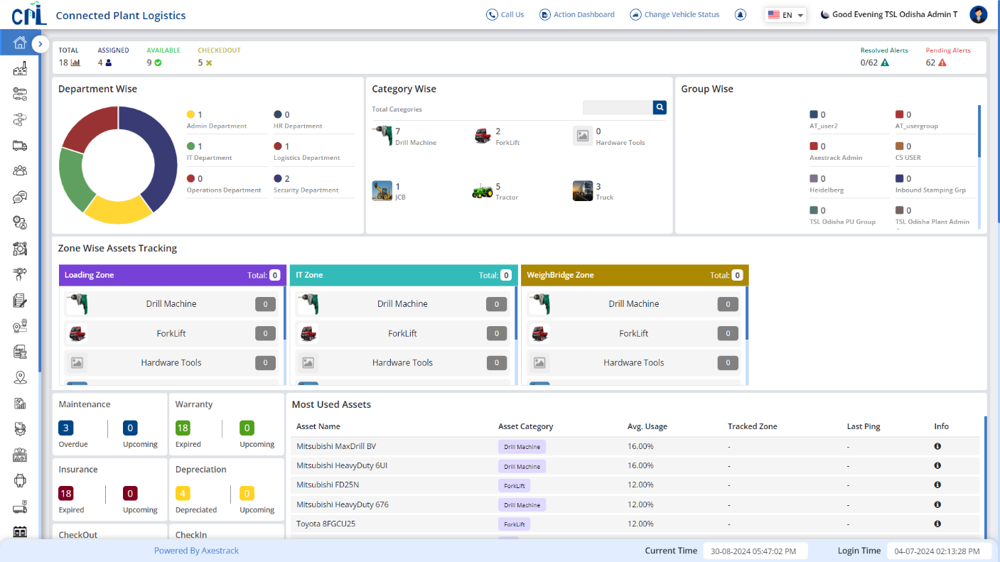 CPL Connected Plant Logistics
Call Us
Action Dashboard
Change Vehicle Status
EN
Good Evening TSL Odisha Admin T
TOTAL
18
ASSIGNED
4
AVAILABLE
9
CHECKEDOUT
5
Resolved Alerts
0/62
Pending Alerts
62
Department Wise
1
Admin Department
0
HR Department
1
IT Department
1
Logistics Department
0
Operations Department
2
Security Department
Category Wise
Total Categories
7
Drill Machine
2
ForkLift
0
Hardware Tools
1
JCB
5
Tractor
3
Truck
Group Wise
0
AT_user2
0
AT_usergroup
0
Axestrack Admin
0
CS USER
0
Heidelberg
0
Inbound Stamping Grp
0
TSL Odisha PU Group
0
TSL Odisha Plant Admin
Zone Wise Assets Tracking
Loading Zone Total: 0
Drill Machine 0
ForkLift 0
Hardware Tools 0
IT Zone Total: 0
Drill Machine 0
ForkLift 0
Hardware Tools 0
WeighBridge Zone Total: 0
Drill Machine 0
ForkLift 0
Hardware Tools 0
Maintenance
3
Overdue
0
Upcoming
Warranty
18
Expired
0
Upcoming
Insurance
18
Expired
0
Upcoming
Depreciation
4
Depreciated
0
Upcoming
CheckOut
CheckIn
Most Used Assets
Asset Name Asset Category Avg. Usage Tracked Zone Last Ping Info
Mitsubishi MaxDrill BV Drill Machine 16.00% - -
Mitsubishi HeavyDuty 6UI Drill Machine 16.00% - -
Mitsubishi FD25N ForkLift 12.00% - -
Mitsubishi HeavyDuty 676 Drill Machine 12.00% - -
Toyota 8FGCU25 ForkLift 12.00% - -
Powered By Axestrack
Current Time 30-08-2024 05:47:02 PM
Login Time 04-07-2024 02:13:28 PM